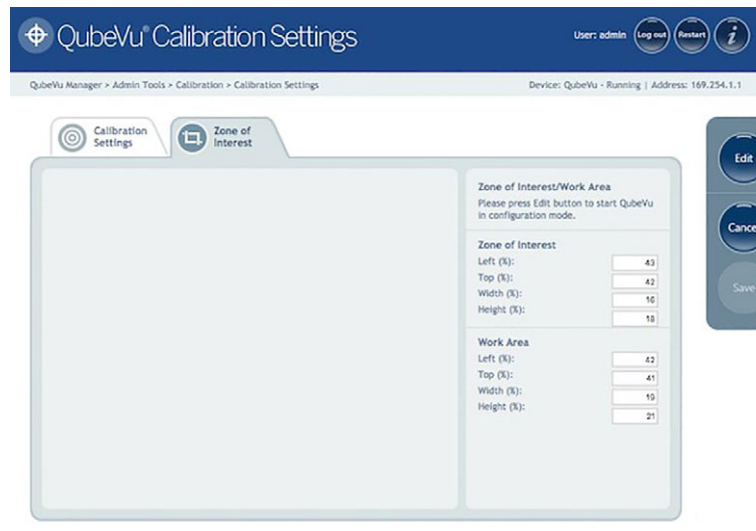 QubeVu® Calibration Settings
User: admin
Log out
Restart
i
QubeVu Manager > Admin Tools > Calibration > Calibration Settings
Device: QubeVu - Running | Address: 169.254.1.1
Calibration
Settings
Zone of
Interest
Zone of Interest/Work Area
Please press Edit button to start QubeVu
in configuration mode.
Zone of Interest
Left (%): 43
Top (%): 42
Width (%): 16
Height (%): 18
Work Area
Left (%): 42
Top (%): 41
Width (%): 19
Height (%): 21
Edit
Cance
Save